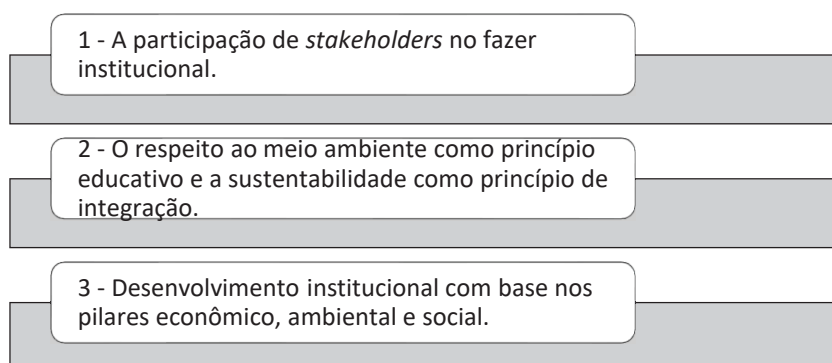 1 - A participação de stakeholders no fazer
institucional.
2 - O respeito ao meio ambiente como princípio
educativo e a sustentabilidade como princípio de
integração.
3 - Desenvolvimento institucional com base nos
pilares econômico, ambiental e social.